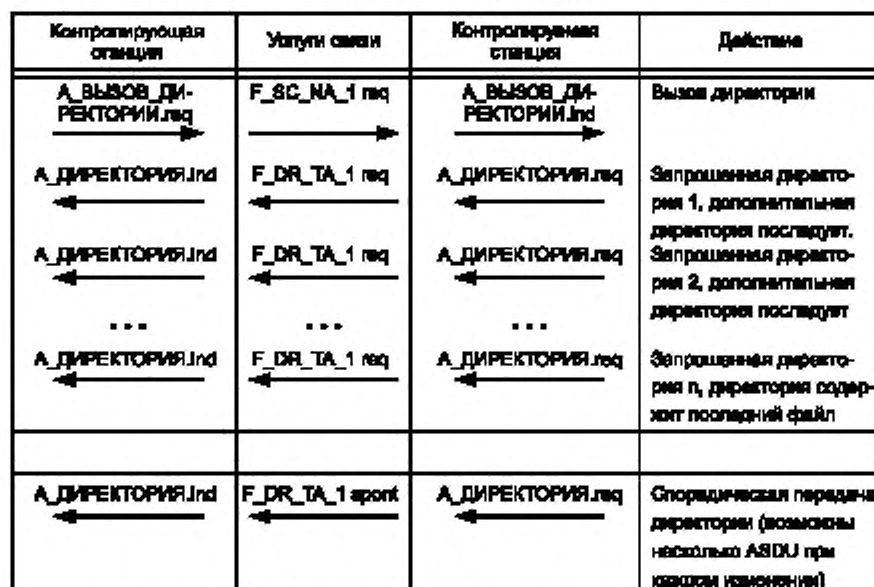 Контролирующая станция
Услуги связи
Контролируемая станция
Действие
А_ВЫЗОВ_ДИ-
РЕКТОРИИ.req
F_SC_NA_1 req
А_ВЫЗОВ_ДИ-
РЕКТОРИИ.ind
Вызов директории
А_ДИРЕКТОРИЯ.ind
F_DR_TA_1 req
А_ДИРЕКТОРИЯ.req
Запрошенная директо-
рия 1, дополнительная
директория последует.
А_ДИРЕКТОРИЯ.ind
F_DR_TA_1 req
А_ДИРЕКТОРИЯ.req
Запрошенная директо-
рия 2, дополнительная
директория последует
...
...
...
А_ДИРЕКТОРИЯ.ind
F_DR_TA_1 req
А_ДИРЕКТОРИЯ.req
Запрошенная директо-
рия n, директория содер-
жит последний файл
А_ДИРЕКТОРИЯ.ind
F_DR_TA_1 spont
А_ДИРЕКТОРИЯ.req
Спорадическая передача
директории (возможны
несколько ASDU при
каждом изменении)